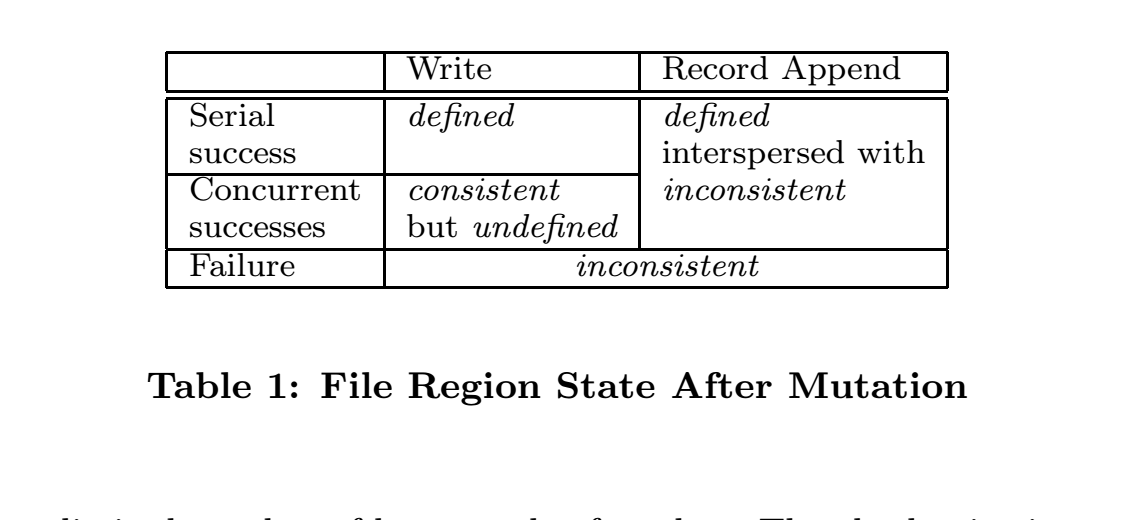 Write Record Append
Serial defined defined
success interspersed with
Concurrent consistent inconsistent
successes but undefined
Failure inconsistent
Table 1: File Region State After Mutation